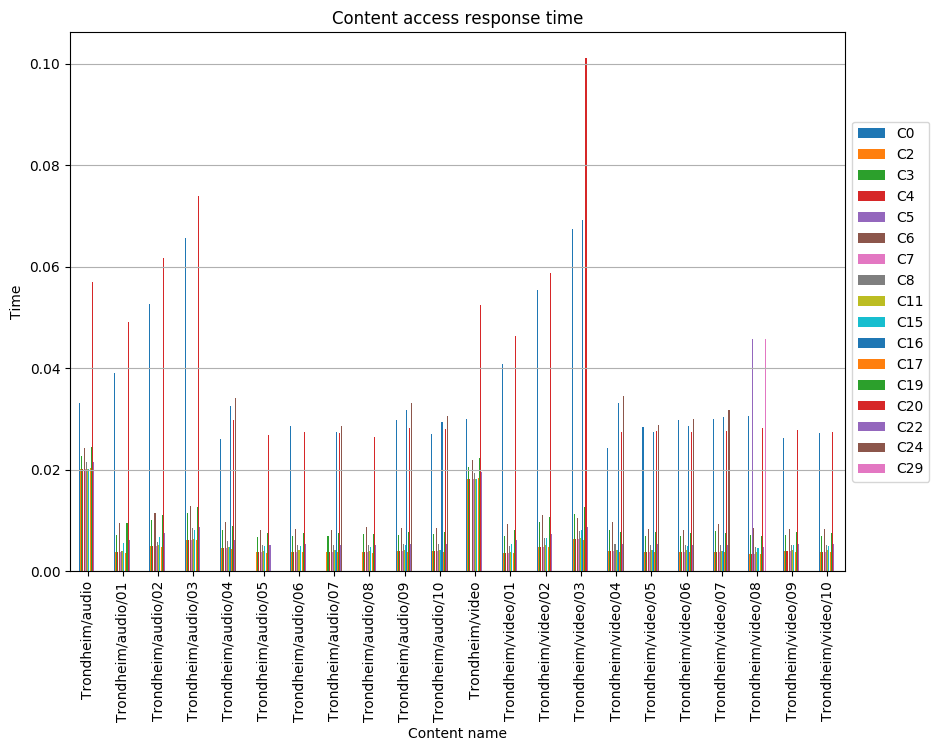 Content access response time
0.10
0.08
0.06
0.04
0.02
0.00
Time
Trondheim/audio
Trondheim/audio/01
Trondheim/audio/02
Trondheim/audio/03
Trondheim/audio/04
Trondheim/audio/05
Trondheim/audio/06
Trondheim/audio/07
Trondheim/audio/08
Trondheim/audio/09
Trondheim/audio/10
Trondheim/video
Trondheim/video/01
Trondheim/video/02
Trondheim/video/03
Trondheim/video/04
Trondheim/video/05
Trondheim/video/06
Trondheim/video/07
Trondheim/video/08
Trondheim/video/09
Trondheim/video/10
Content name
C0
C2
C3
C4
C5
C6
C7
C8
C11
C15
C16
C17
C19
C20
C22
C24
C29